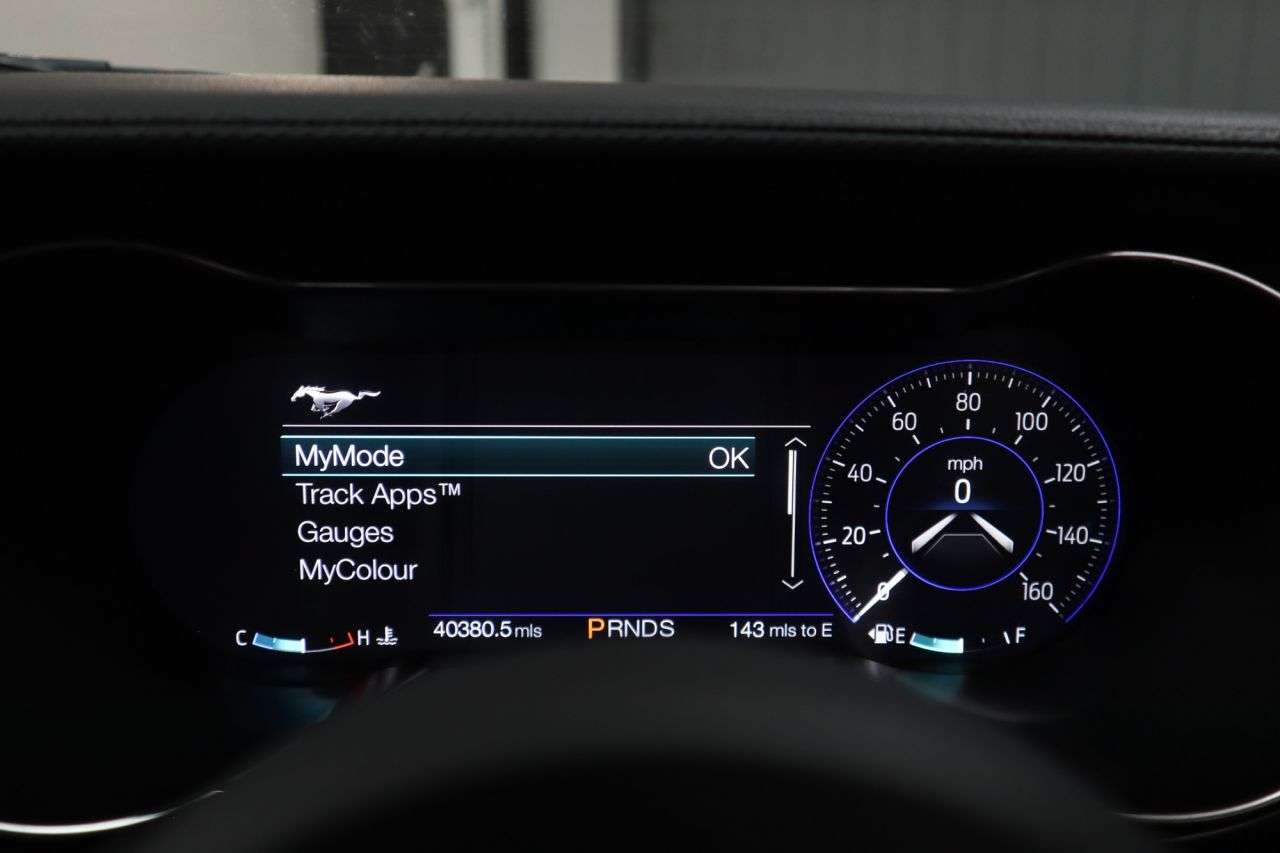 MyMode OK
Track Apps™
Gauges
MyColour
C H
40380.5 mls
PRNDS
143 mls to E
0 20 40 60 80 100 120 140 160
mph
0
E F